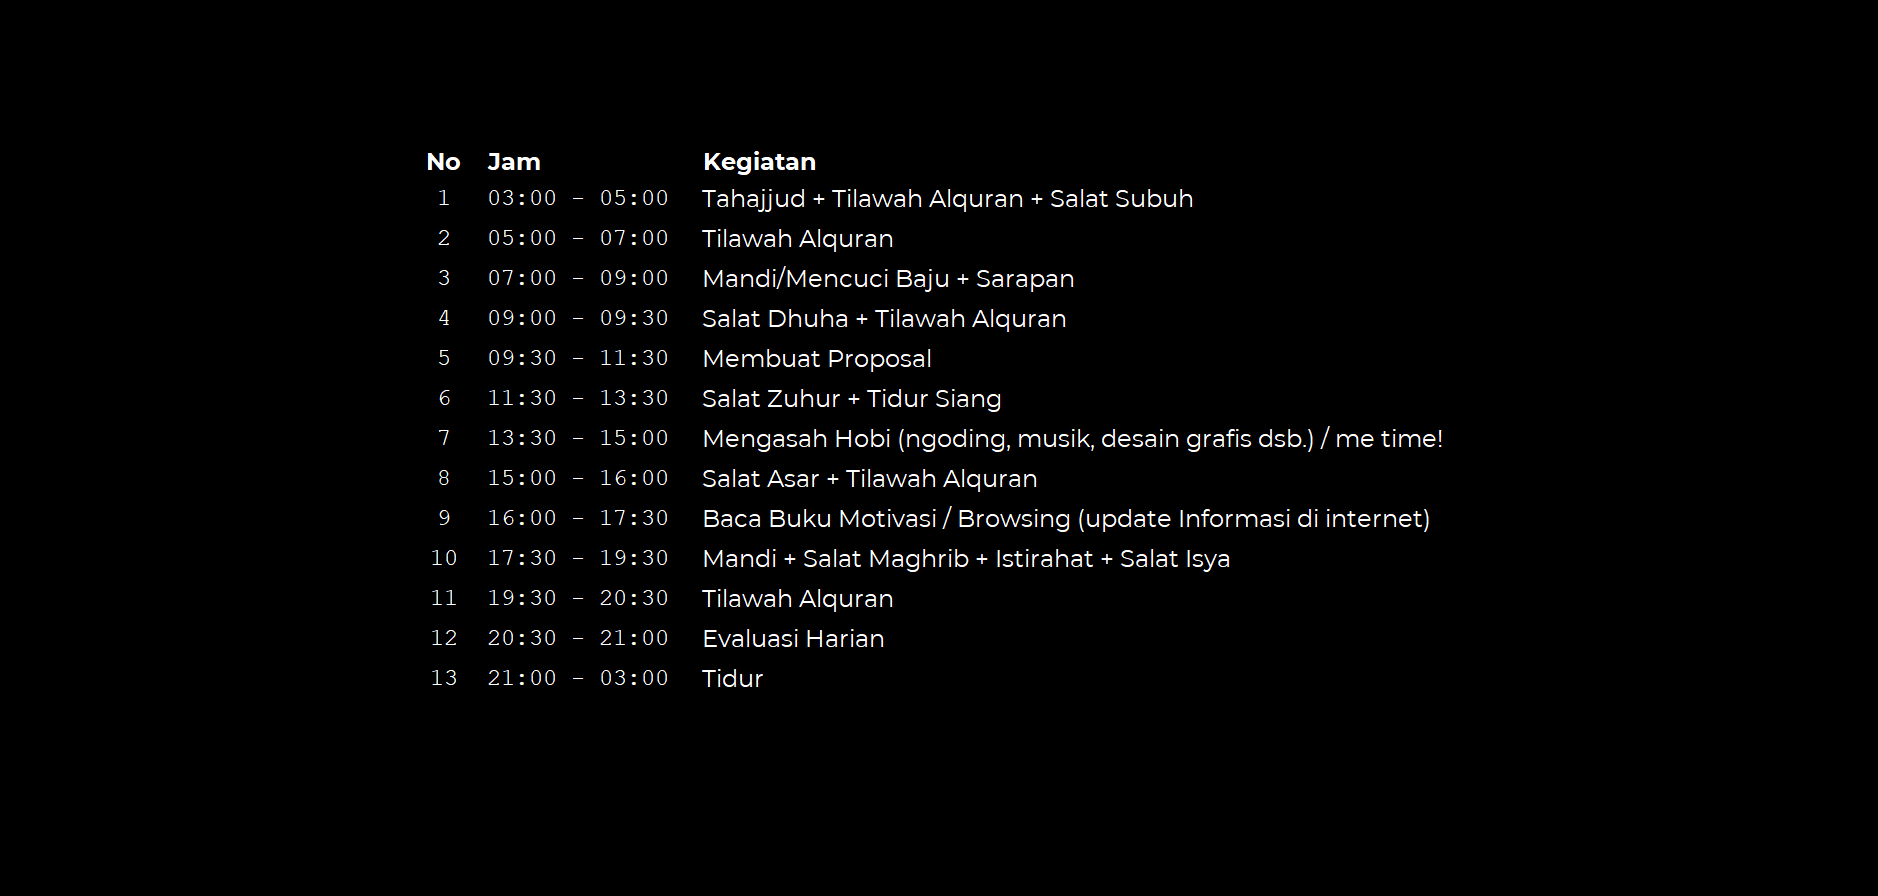 No Jam Kegiatan
1 03:00 - 05:00 Tahajjud + Tilawah Alquran + Salat Subuh
2 05:00 - 07:00 Tilawah Alquran
3 07:00 - 09:00 Mandi/Mencuci Baju + Sarapan
4 09:00 - 09:30 Salat Dhuha + Tilawah Alquran
5 09:30 - 11:30 Membuat Proposal
6 11:30 - 13:30 Salat Zuhur + Tidur Siang
7 13:30 - 15:00 Mengasah Hobi (ngoding, musik, desain grafis dsb.) / me time!
8 15:00 - 16:00 Salat Asar + Tilawah Alquran
9 16:00 - 17:30 Baca Buku Motivasi / Browsing (update Informasi di internet)
10 17:30 - 19:30 Mandi + Salat Maghrib + Istirahat + Salat Isya
11 19:30 - 20:30 Tilawah Alquran
12 20:30 - 21:00 Evaluasi Harian
13 21:00 - 03:00 Tidur